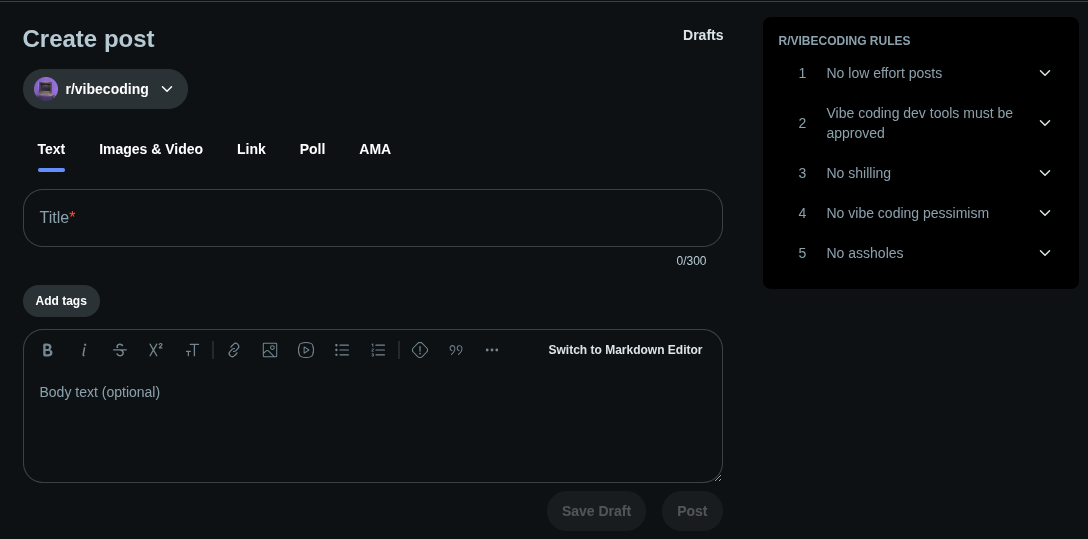 Create post
Drafts
r/vibecoding
Text Images & Video Link Poll AMA
Title*
0/300
Add tags
Switch to Markdown Editor
Body text (optional)
Save Draft Post
R/VIBECODING RULES
1 No low effort posts
2 Vibe coding dev tools must be
approved
3 No shilling
4 No vibe coding pessimism
5 No assholes